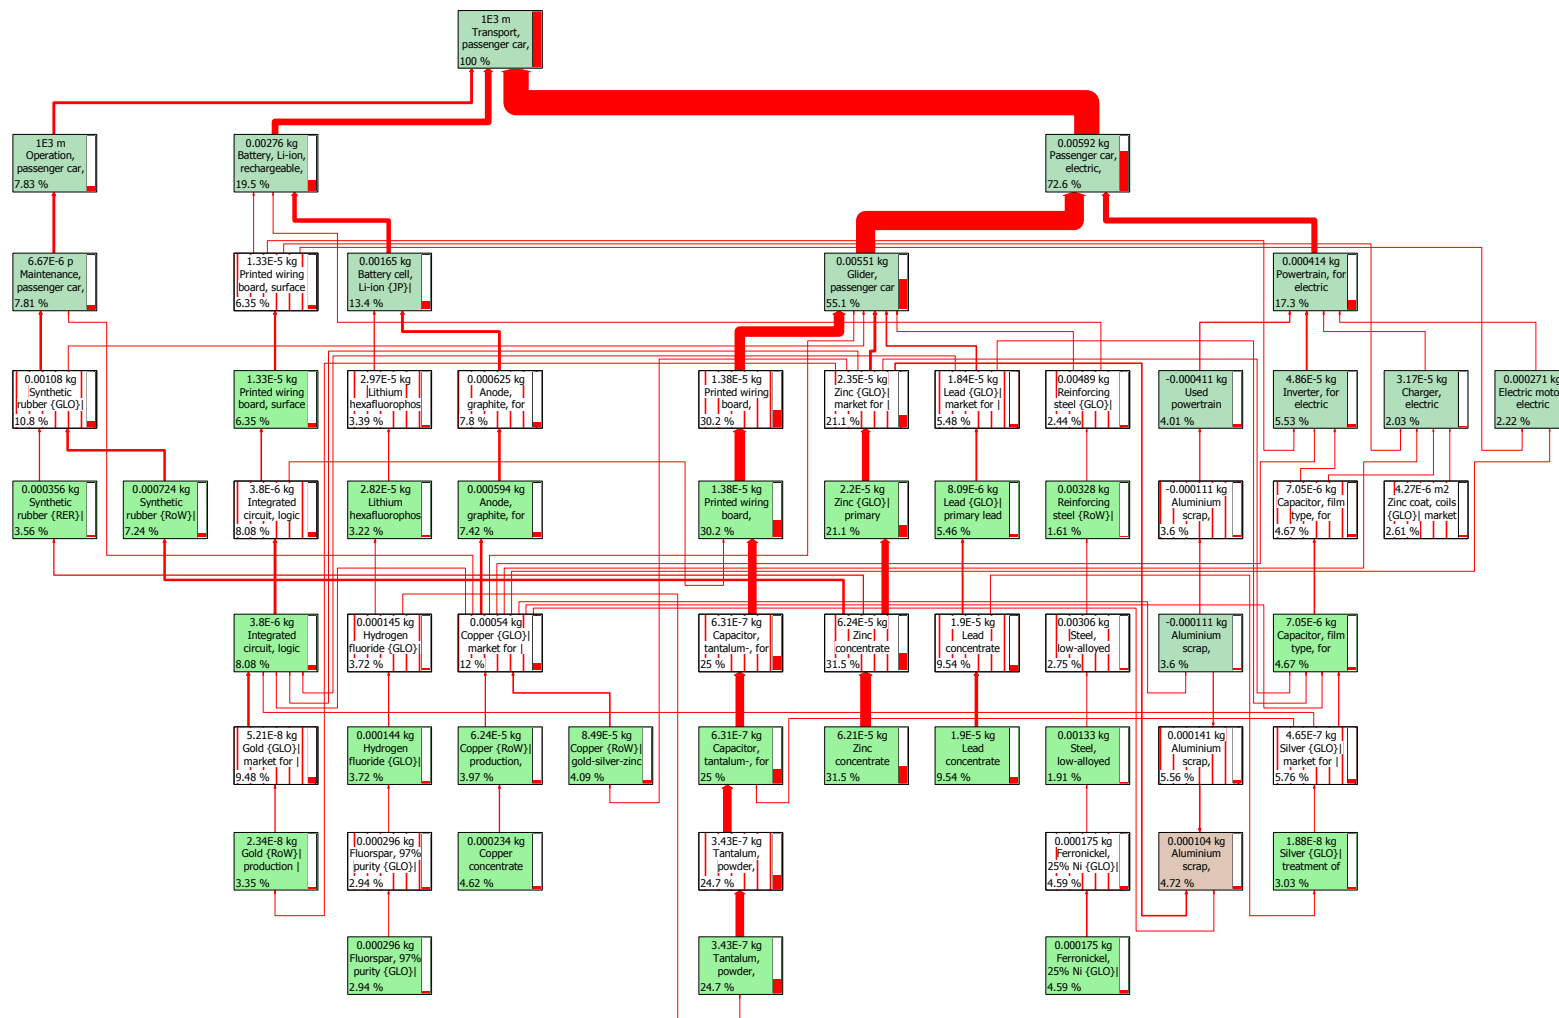 1E3 m
Transport,
passenger car,
100 %
1E3 m
Operation,
passenger car,
7.83 %
0.00276 kg
Battery, Li-ion,
rechargeable,
19.5 %
0.00592 kg
Passenger car,
electric,
72.6 %
6.67E-6 p
Maintenance,
passenger car,
7.81 %
1.33E-5 kg
Printed wiring
board, surface
6.35 %
0.00165 kg
Battery cell,
Li-ion {JP}|
13.4 %
0.00551 kg
Glider,
passenger car
55.1 %
0.000414 kg
Powertrain, for
electric
17.3 %
0.00108 kg
Synthetic
rubber {GLO}|
10.8 %
1.33E-5 kg
Printed wiring
board, surface
6.35 %
2.97E-5 kg
Lithium
hexafluorophos
3.39 %
0.000625 kg
Anode,
graphite, for
7.8 %
1.38E-5 kg
Printed wiring
board,
30.2 %
2.35E-5 kg
Zinc {GLO}|
market for |
21.1 %
1.84E-5 kg
Lead {GLO}|
market for |
5.48 %
0.00489 kg
Reinforcing
steel {GLO}|
2.44 %
-0.000411 kg
Used
powertrain
4.01 %
4.86E-5 kg
Inverter, for
electric
5.53 %
3.17E-5 kg
Charger,
electric
2.03 %
0.000271 kg
Electric moto
electric
2.22 %
0.000356 kg
Synthetic
rubber {RER}|
3.56 %
0.000724 kg
Synthetic
rubber {RoW}|
7.24 %
3.8E-6 kg
Integrated
circuit, logic
8.08 %
2.82E-5 kg
Lithium
hexafluorophos
3.22 %
0.000594 kg
Anode,
graphite, for
7.42 %
1.38E-5 kg
Printed wiring
board,
30.2 %
2.2E-5 kg
Zinc {GLO}|
primary
21.1 %
8.09E-6 kg
Lead {GLO}|
primary lead
5.46 %
0.00328 kg
Reinforcing
steel {RoW}|
1.61 %
-0.000111 kg
Aluminium
scrap,
3.6 %
7.05E-6 kg
Capacitor, film
type, for
4.67 %
4.27E-6 m2
Zinc coat, coils
{GLO}| market
2.61 %
3.8E-6 kg
Integrated
circuit, logic
8.08 %
0.000145 kg
Hydrogen
fluoride {GLO}|
3.72 %
0.00054 kg
Copper {GLO}|
market for |
12 %
6.31E-7 kg
Capacitor,
tantalum-, for
25 %
6.24E-5 kg
Zinc
concentrate
31.5 %
1.9E-5 kg
Lead
concentrate
9.54 %
0.00306 kg
Steel,
low-alloyed
2.75 %
-0.000111 kg
Aluminium
scrap,
3.6 %
7.05E-6 kg
Capacitor, film
type, for
4.67 %
5.21E-8 kg
Gold {GLO}|
market for |
9.48 %
0.000144 kg
Hydrogen
fluoride {GLO}|
3.72 %
6.24E-5 kg
Copper {RoW}|
production,
3.97 %
8.49E-5 kg
Copper {RoW}|
gold-silver-zinc
4.09 %
6.31E-7 kg
Capacitor,
tantalum-, for
25 %
6.21E-5 kg
Zinc
concentrate
31.5 %
1.9E-5 kg
Lead
concentrate
9.54 %
0.00133 kg
Steel,
low-alloyed
1.91 %
0.000141 kg
Aluminium
scrap,
5.56 %
4.65E-7 kg
Silver {GLO}|
market for |
5.76 %
2.34E-8 kg
Gold {RoW}|
production |
3.35 %
0.000296 kg
Fluorspar, 97%
purity {GLO}|
2.94 %
0.000234 kg
Copper
concentrate
4.62 %
3.43E-7 kg
Tantalum,
powder,
24.7 %
0.000175 kg
Ferronickel,
25% Ni {GLO}|
4.59 %
0.000104 kg
Aluminium
scrap,
4.72 %
1.88E-8 kg
Silver {GLO}|
treatment of
3.03 %
0.000296 kg
Fluorspar, 97%
purity {GLO}|
2.94 %
3.43E-7 kg
Tantalum,
powder,
24.7 %
0.000175 kg
Ferronickel,
25% Ni {GLO}|
4.59 %